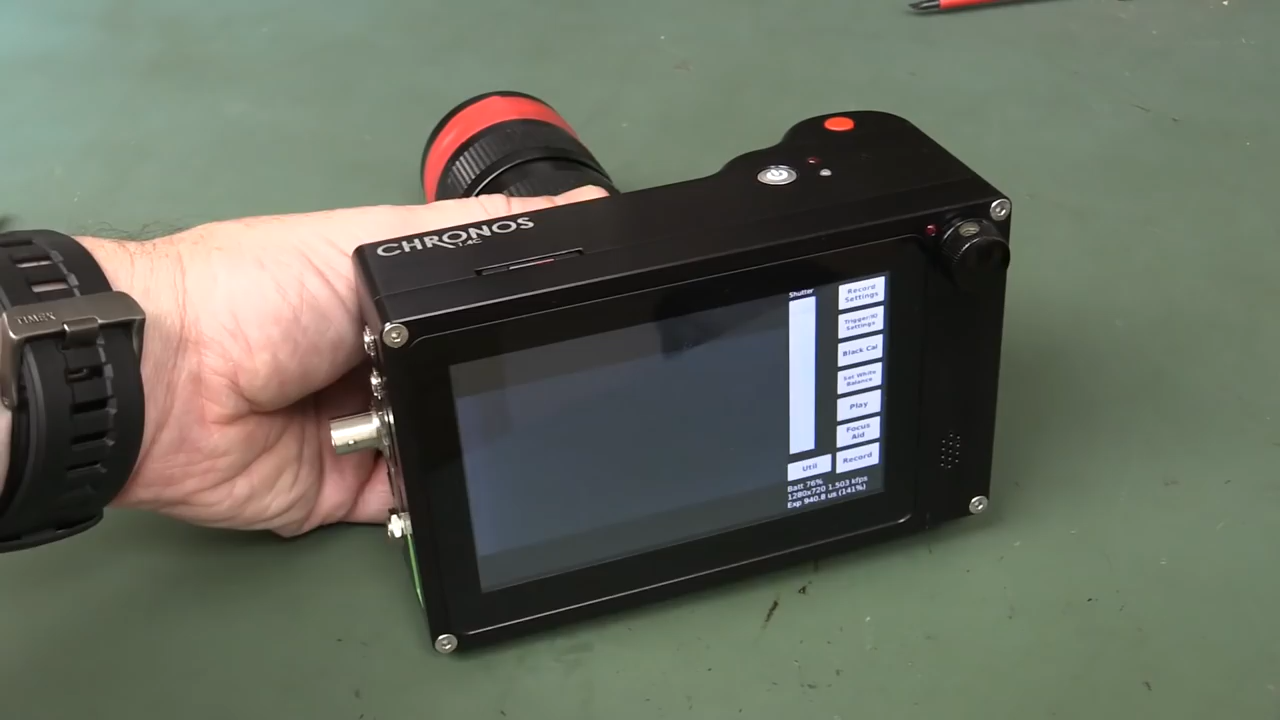 TIMEX
CHRONOS
1.4C
Shutter
Record
Settings
Trigger/IO
Settings
Black Cal
Set White
Balance
Play
Focus
Aid
Util
Record
Batt 76%
1280x720 1.503 kfps
Exp 940.8 us (141%)